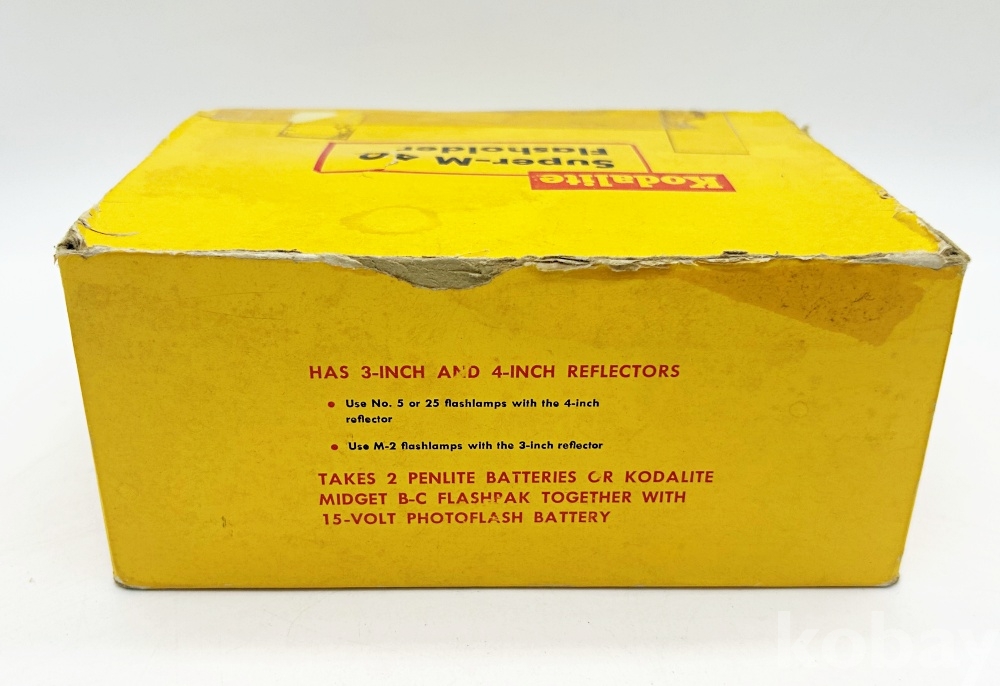 Kodalite
Super-M 40
Flasholder
HAS 3-INCH AND 4-INCH REFLECTORS
• Use No. 5 or 25 flashlamps with the 4-inch
reflector
• Use M-2 flashlamps with the 3-inch reflector
TAKES 2 PENLITE BATTERIES OR KODALITE
MIDGET B-C FLASHPAK TOGETHER WITH
15-VOLT PHOTOFLASH BATTERY
kobay